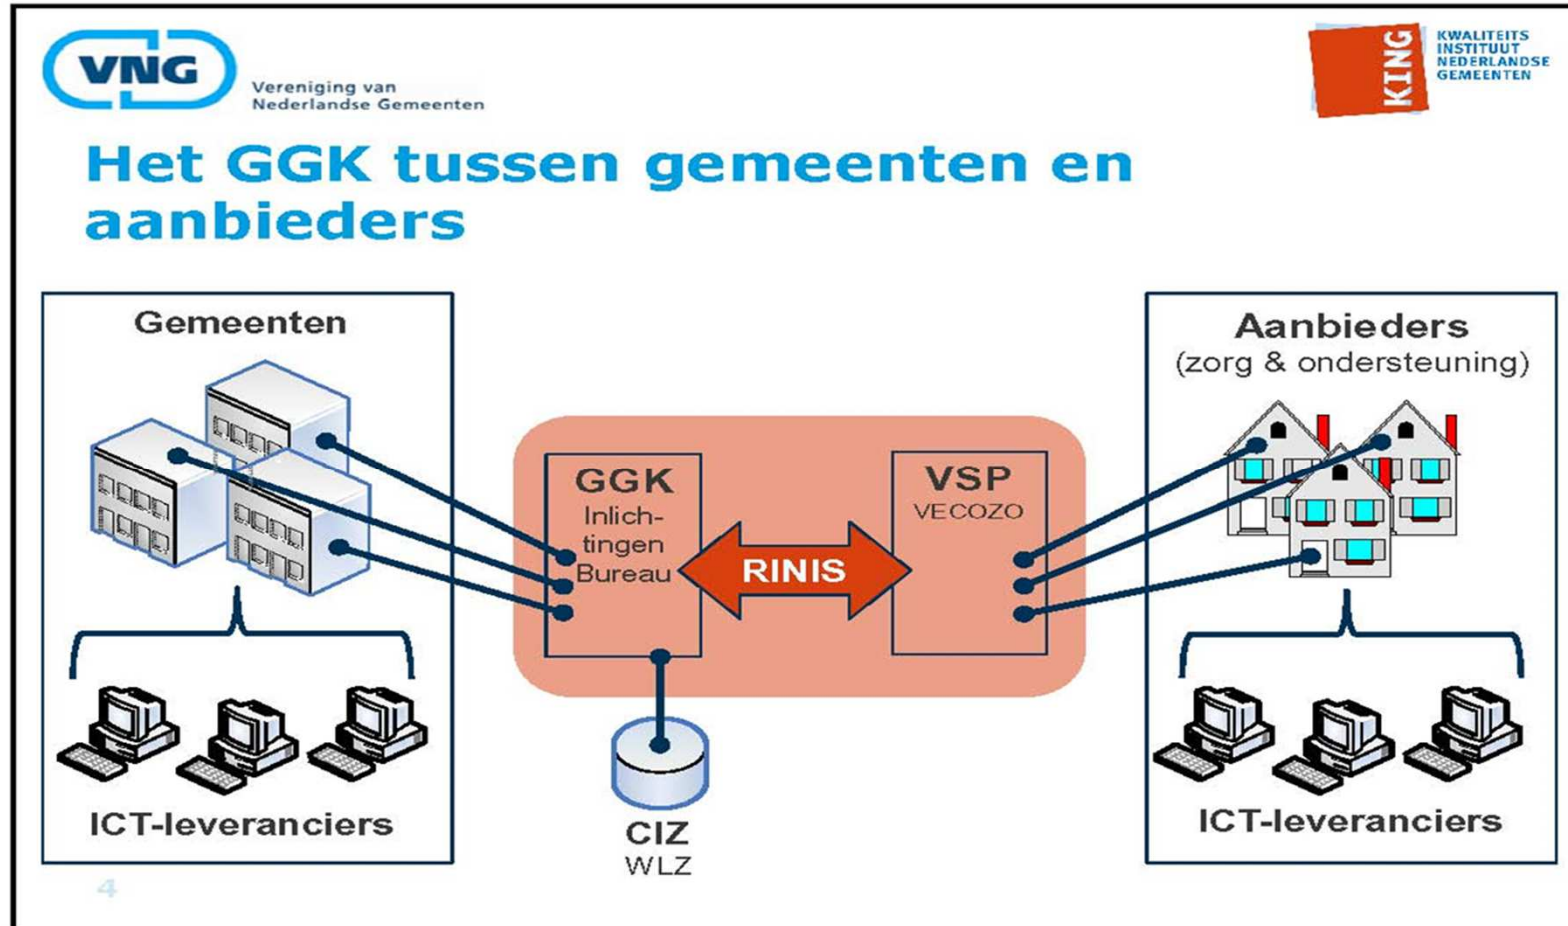 VNG
Vereniging van
Nederlandse Gemeenten
KING
KWALITEITS
INSTITUUT
NEDERLANDSE
GEMEENTEN
Het GGK tussen gemeenten en
aanbieders
Gemeenten
ICT-leveranciers
GGK
Inlich-
tingen
Bureau
RINIS
VSP
VECOZO
CIZ
WLZ
Aanbieders
(zorg & ondersteuning)
ICT-leveranciers
4